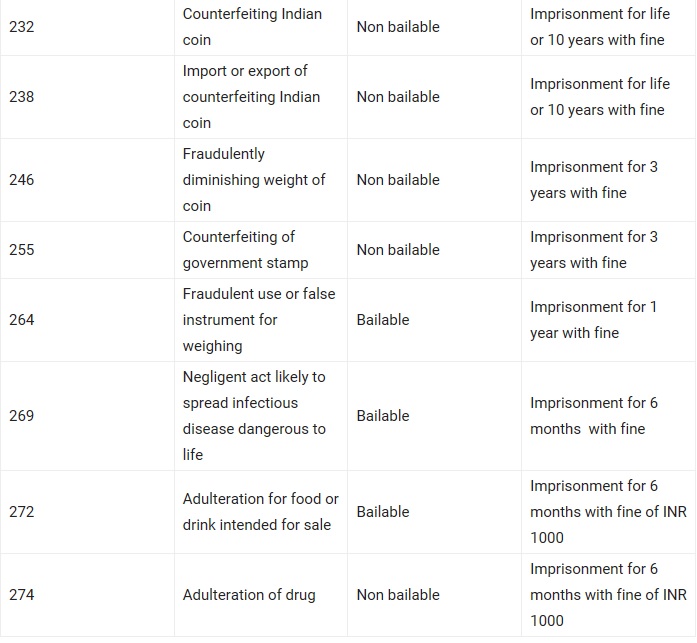 232
Counterfeiting Indian
coin
Non bailable
Imprisonment for life
or 10 years with fine
238
Import or export of
counterfeiting Indian
coin
Non bailable
Imprisonment for life
or 10 years with fine
246
Fraudulently
diminishing weight of
coin
Non bailable
Imprisonment for 3
years with fine
255
Counterfeiting of
government stamp
Non bailable
Imprisonment for 3
years with fine
264
Fraudulent use or false
instrument for
weighing
Bailable
Imprisonment for 1
year with fine
269
Negligent act likely to
spread infectious
disease dangerous to
life
Bailable
Imprisonment for 6
months  with fine
272
Adulteration for food or
drink intended for sale
Bailable
Imprisonment for 6
months with fine of INR
1000
274
Adulteration of drug
Non bailable
Imprisonment for 6
months with fine of INR
1000